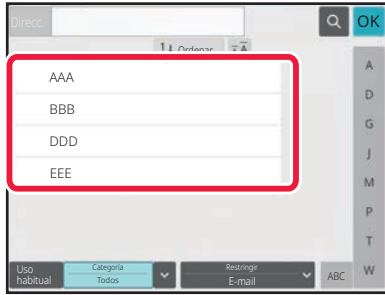 Direcc.
OK
Ordenar
A
AAA
BBB
DDD
EEE
A
D
G
J
M
P
T
W
Uso habitual
Categoría
Todos
Restringir
E-mail
ABC